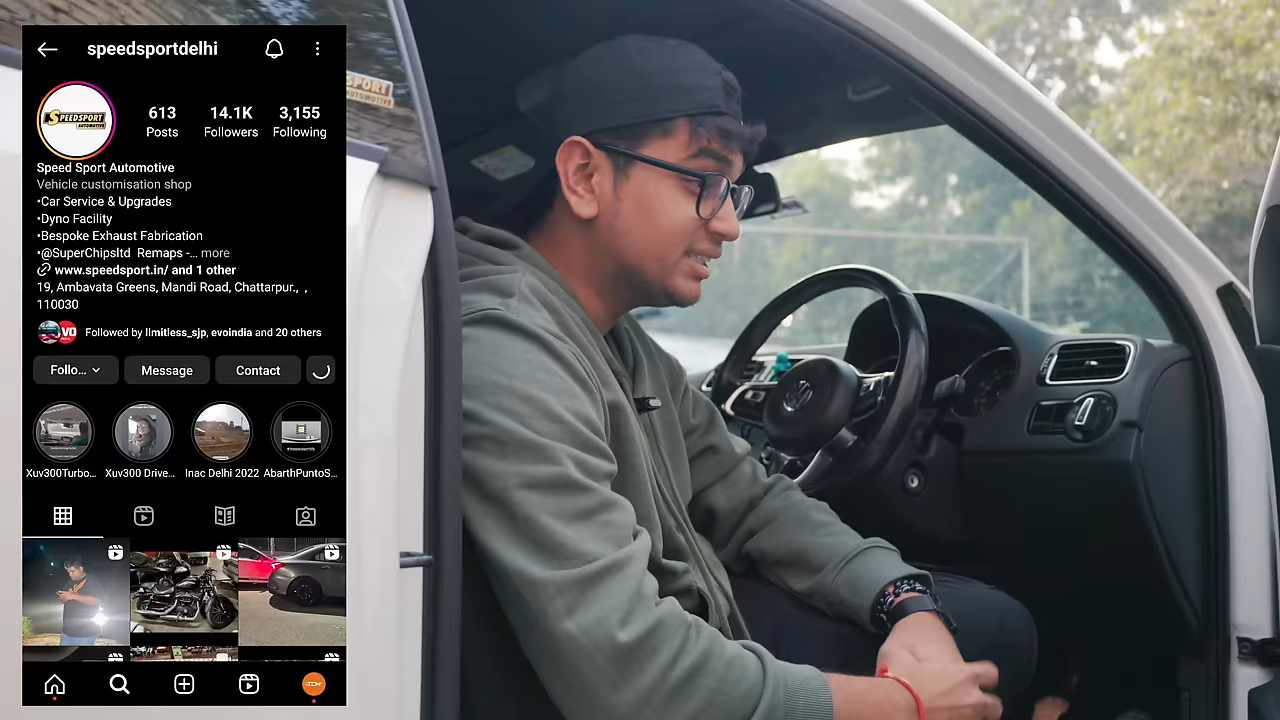 speedsportdelhi
SPEEDSPORT
AUTOMOTIVE
613
14.1K
3,155
Posts
Followers
Following
Speed Sport Automotive
Vehicle customisation shop
•Car Service & Upgrades
•Dyno Facility
•Bespoke Exhaust Fabrication
•@SuperChipsltd Remaps -... more
www.speedsport.in/ and 1 other
19, Ambavata Greens, Mandi Road, Chattarpur., ,
110030
VO
Followed by limitless_sjp, evoindia and 20 others
Follo...
Message
Contact
Xuv300Turbo...
Xuv300 Drive...
Inac Delhi 2022
AbarthPuntoS...
SPORT
AUTOMOTIVE